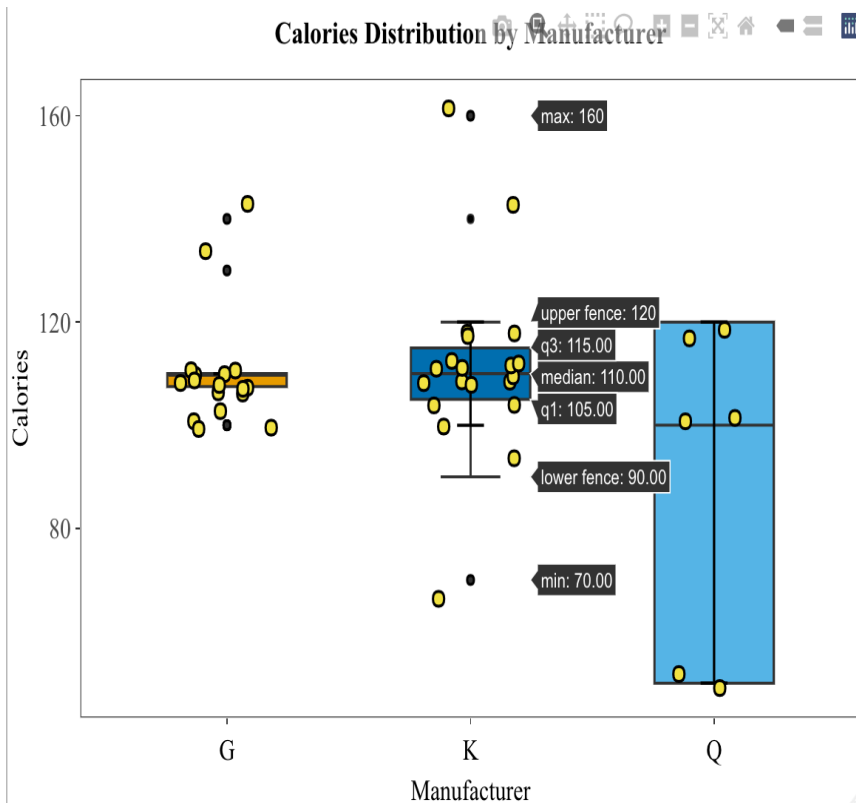 Calories Distribution by Manufacturer
160
120
80
Calories
max: 160
upper fence: 120
q3: 115.00
median: 110.00
q1: 105.00
lower fence: 90.00
min: 70.00
G
K
Q
Manufacturer